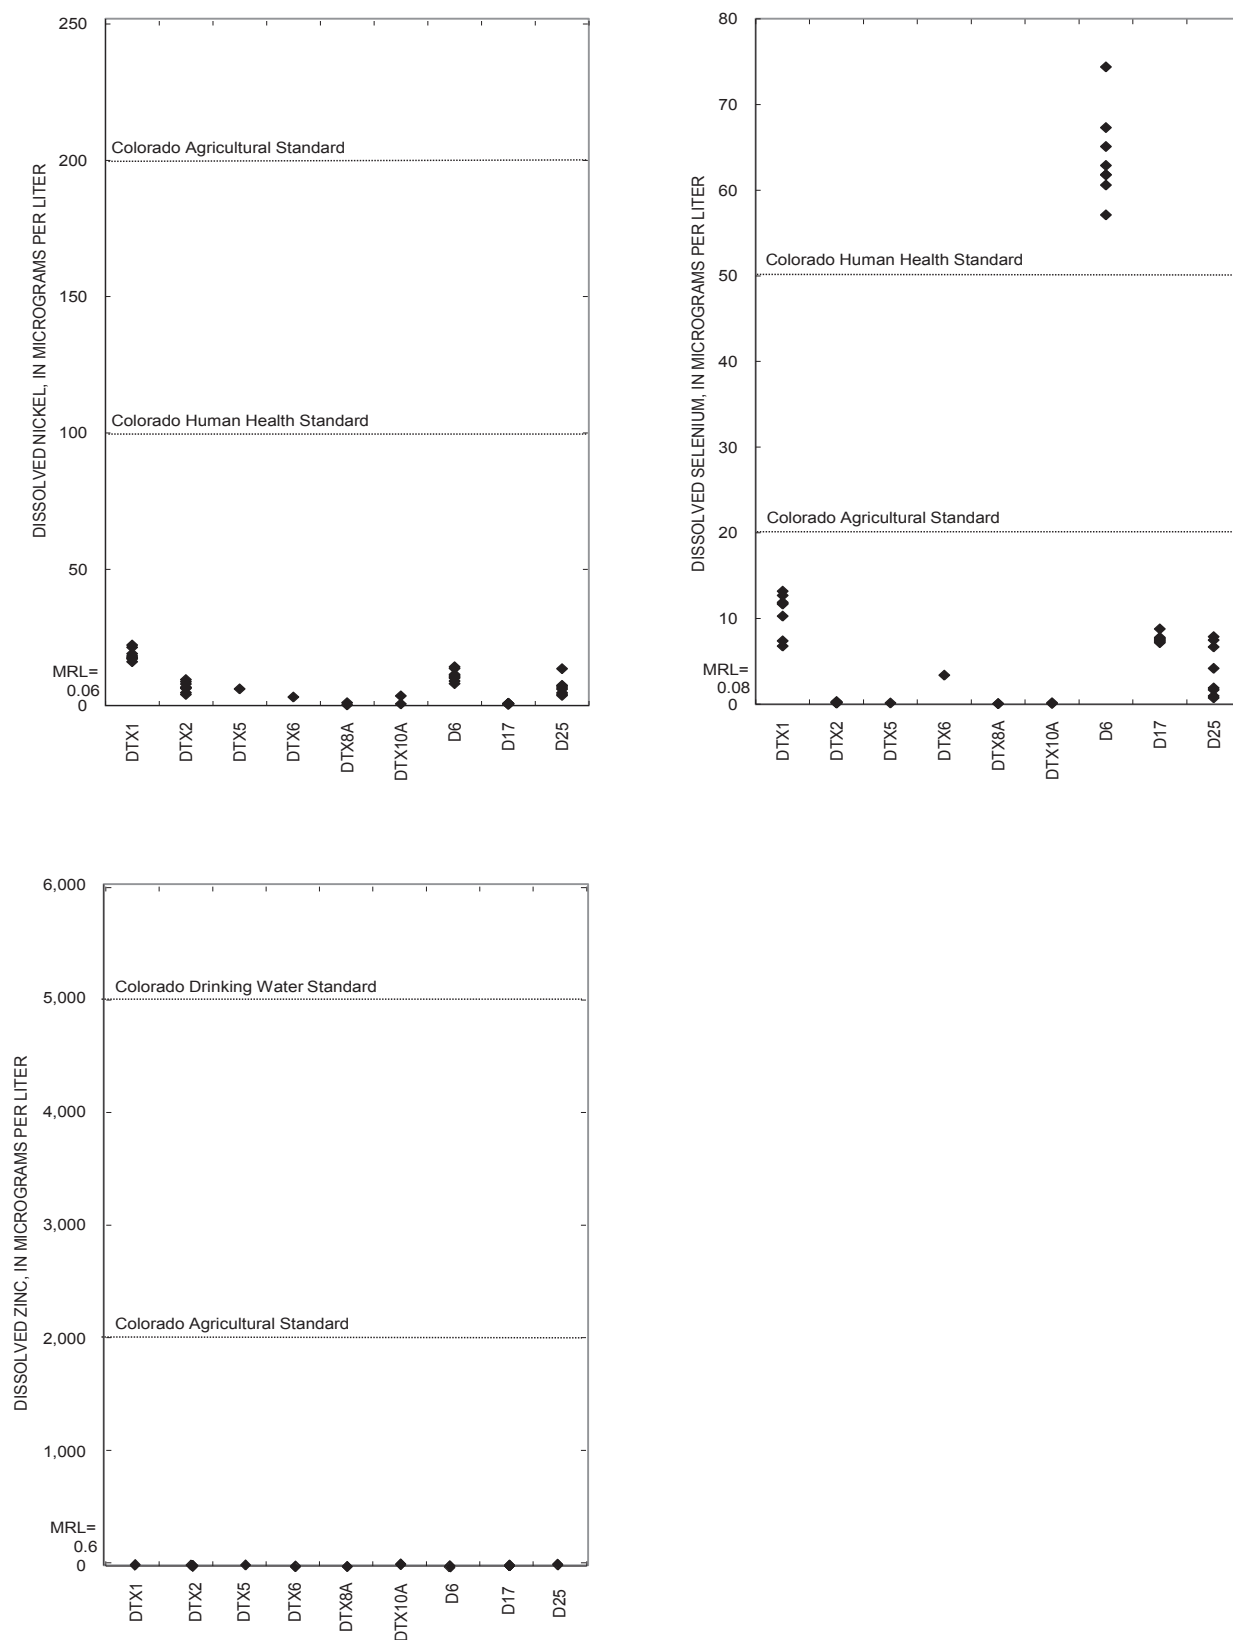 DISSOLVED NICKEL, IN MICROGRAMS PER LITER
250
200
150
100
50
MRL=
0.06
0
Colorado Agricultural Standard
Colorado Human Health Standard
DTX1
DTX2
DTX5
DTX6
DTX8A
DTX10A
D6
D17
D25
DISSOLVED SELENIUM, IN MICROGRAMS PER LITER
80
70
60
50
40
30
20
10
MRL=
0.08
0
Colorado Human Health Standard
Colorado Agricultural Standard
DTX1
DTX2
DTX5
DTX6
DTX8A
DTX10A
D6
D17
D25
DISSOLVED ZINC, IN MICROGRAMS PER LITER
6,000
5,000
4,000
3,000
2,000
1,000
MRL=
0.6
0
Colorado Drinking Water Standard
Colorado Agricultural Standard
DTX1
DTX2
DTX5
DTX6
DTX8A
DTX10A
D6
D17
D25